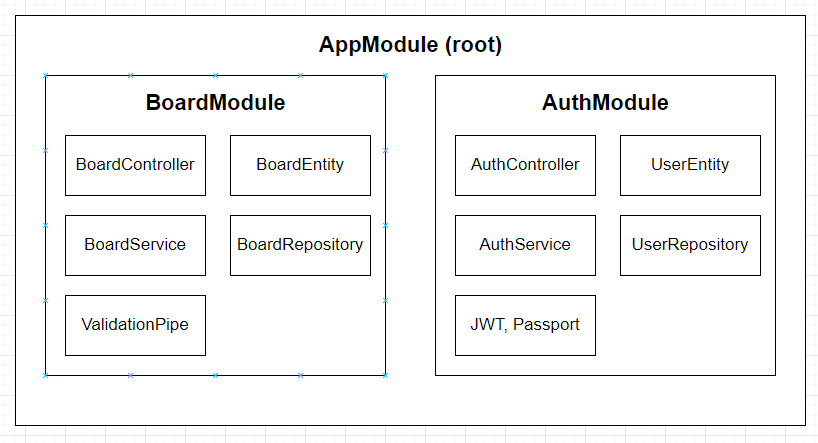 AppModule (root)
BoardModule
BoardController
BoardEntity
BoardService
BoardRepository
ValidationPipe
AuthModule
AuthController
UserEntity
AuthService
UserRepository
JWT, Passport